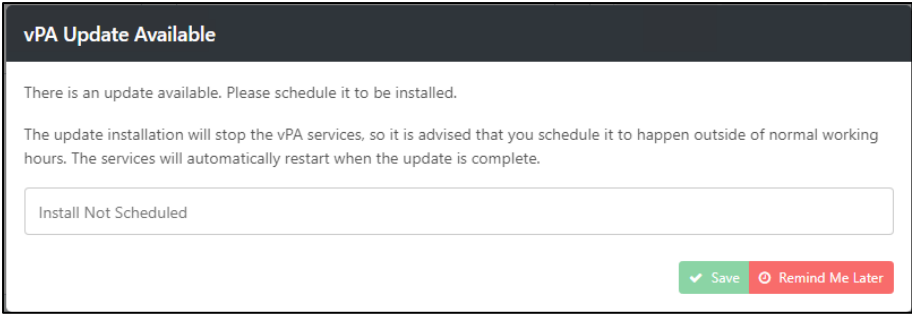 vPA Update Available
There is an update available. Please schedule it to be installed.
The update installation will stop the vPA services, so it is advised that you schedule it to happen outside of normal working
hours. The services will automatically restart when the update is complete.
Install Not Scheduled
Save Remind Me Later